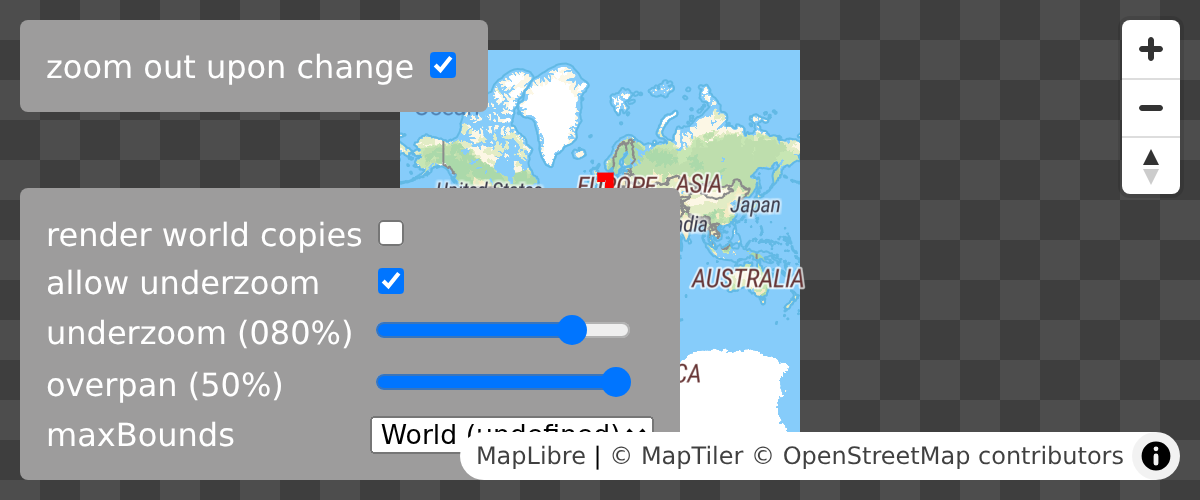 zoom out upon change
Ocean
United States
EUROPE
ASIA
Japan
India
AUSTRALIA
render world copies
allow underzoom
underzoom (080%)
overpan (50%)
maxBounds
World (undefined)
MapLibre | © MapTiler © OpenStreetMap contributors